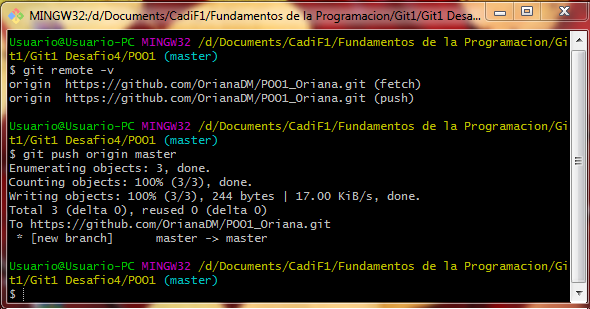 MINGW32:/d/Documents/CadiF1/Fundamentos de la Programacion/Git1/Git1 Desa...
Usuario@Usuario-PC MINGW32 /d/Documents/CadiF1/Fundamentos de la Programacion/Gi
t1/Git1 Desafio4/POO1 (master)
$ git remote -v
origin  https://github.com/OrianaDM/POO1_Oriana.git (fetch)
origin  https://github.com/OrianaDM/POO1_Oriana.git (push)
Usuario@Usuario-PC MINGW32 /d/Documents/CadiF1/Fundamentos de la Programacion/Gi
t1/Git1 Desafio4/POO1 (master)
$ git push origin master
Enumerating objects: 3, done.
Counting objects: 100% (3/3), done.
Writing objects: 100% (3/3), 244 bytes | 17.00 KiB/s, done.
Total 3 (delta 0), reused 0 (delta 0)
To https://github.com/OrianaDM/POO1_Oriana.git
 * [new branch]      master -> master
Usuario@Usuario-PC MINGW32 /d/Documents/CadiF1/Fundamentos de la Programacion/Gi
t1/Git1 Desafio4/POO1 (master)
$